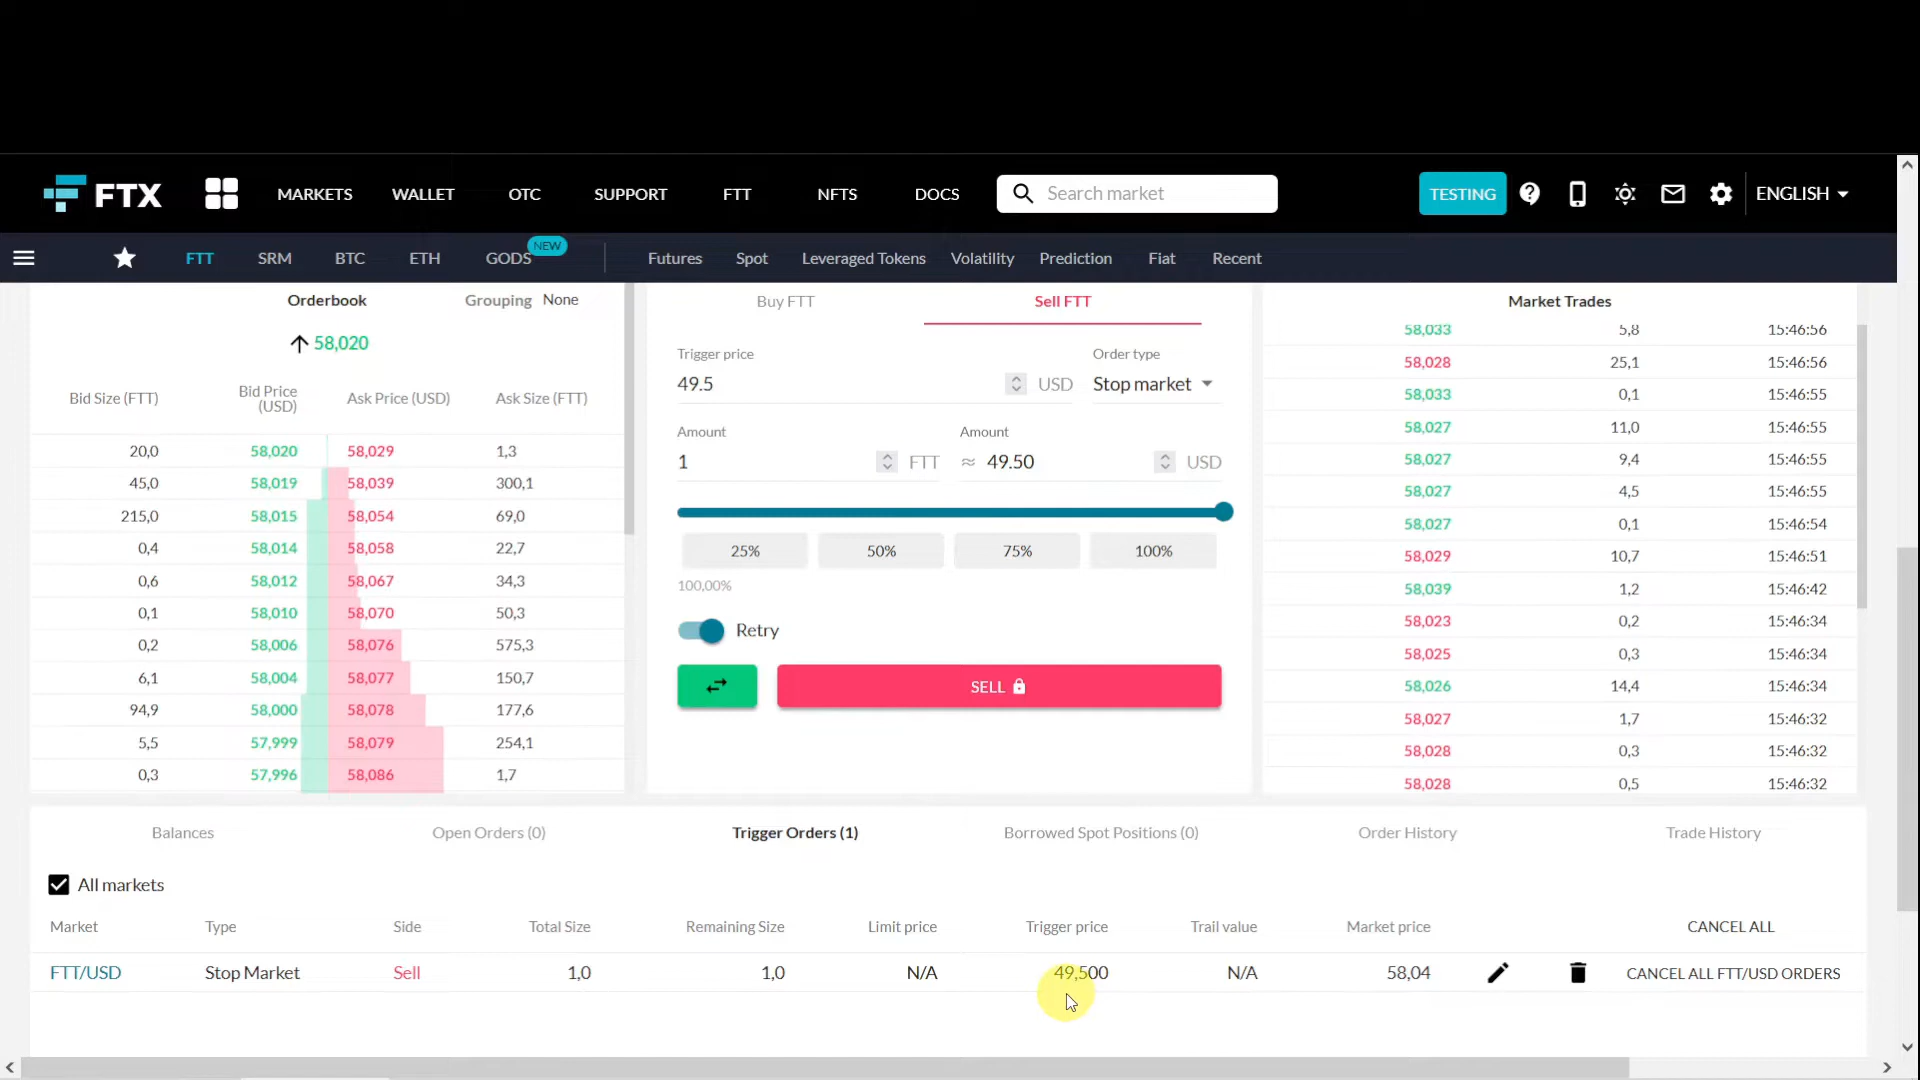 FTX MARKETS WALLET OTC SUPPORT FTT NFTS DOCS Search market TESTING ENGLISH
FTT SRM BTC ETH GODS NEW Futures Spot Leveraged Tokens Volatility Prediction Fiat Recent
Orderbook Grouping None
58,020
Bid Size (FTT) Bid Price (USD) Ask Price (USD) Ask Size (FTT)
20,0 58,020 58,029 1,3
45,0 58,019 58,039 300,1
215,0 58,015 58,054 69,0
0,4 58,014 58,058 22,7
0,6 58,012 58,067 34,3
0,1 58,010 58,070 50,3
0,2 58,006 58,076 575,3
6,1 58,004 58,077 150,7
94,9 58,000 58,078 177,6
5,5 57,999 58,079 254,1
0,3 57,996 58,086 1,7
Buy FTT Sell FTT
Trigger price Order type
49.5 USD Stop market
Amount Amount
1 FTT ≈ 49.50 USD
25% 50% 75% 100%
100,00%
Retry
SELL
Market Trades
58,033 5,8 15:46:56
58,028 25,1 15:46:56
58,033 0,1 15:46:55
58,027 11,0 15:46:55
58,027 9,4 15:46:55
58,027 4,5 15:46:55
58,027 0,1 15:46:54
58,029 10,7 15:46:51
58,039 1,2 15:46:42
58,023 0,2 15:46:34
58,025 0,3 15:46:34
58,026 14,4 15:46:34
58,027 1,7 15:46:32
58,028 0,3 15:46:32
58,028 0,5 15:46:32
Balances Open Orders (0) Trigger Orders (1) Borrowed Spot Positions (0) Order History Trade History
All markets
Market Type Side Total Size Remaining Size Limit price Trigger price Trail value Market price CANCEL ALL
FTT/USD Stop Market Sell 1,0 1,0 N/A 49,500 N/A 58,04 CANCEL ALL FTT/USD ORDERS